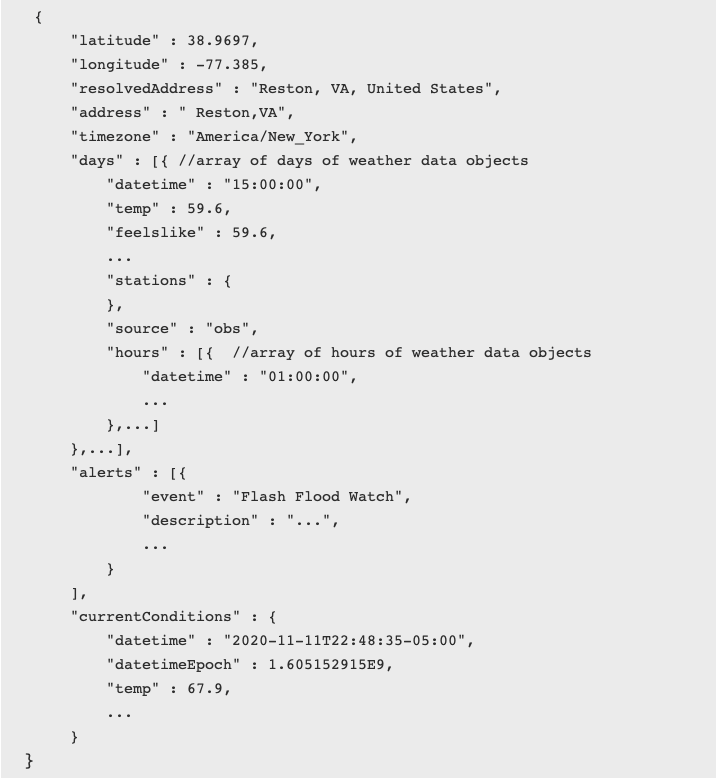 {
"latitude" : 38.9697,
"longitude" : -77.385,
"resolvedAddress" : "Reston, VA, United States",
"address" : " Reston,VA",
"timezone" : "America/New_York",
"days" : [{ //array of days of weather data objects
"datetime" : "15:00:00",
"temp" : 59.6,
"feelslike" : 59.6,
...
"stations" : {
},
"source" : "obs",
"hours" : [{  //array of hours of weather data objects
"datetime" : "01:00:00",
...
},...]
},...],
"alerts" : [{
"event" : "Flash Flood Watch",
"description" : "...",
...
}
],
"currentConditions" : {
"datetime" : "2020-11-11T22:48:35-05:00",
"datetimeEpoch" : 1.605152915E9,
"temp" : 67.9,
...
}
}